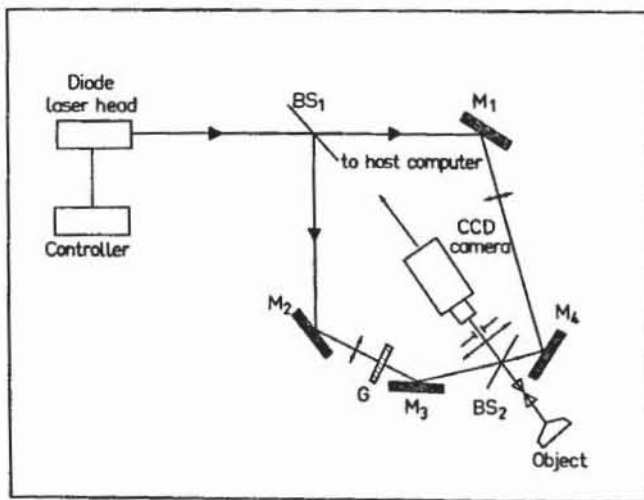 Diode
laser head
BS1
M1
to host computer
Controller
CCD
camera
M2
M4
G
M3
BS2
Object